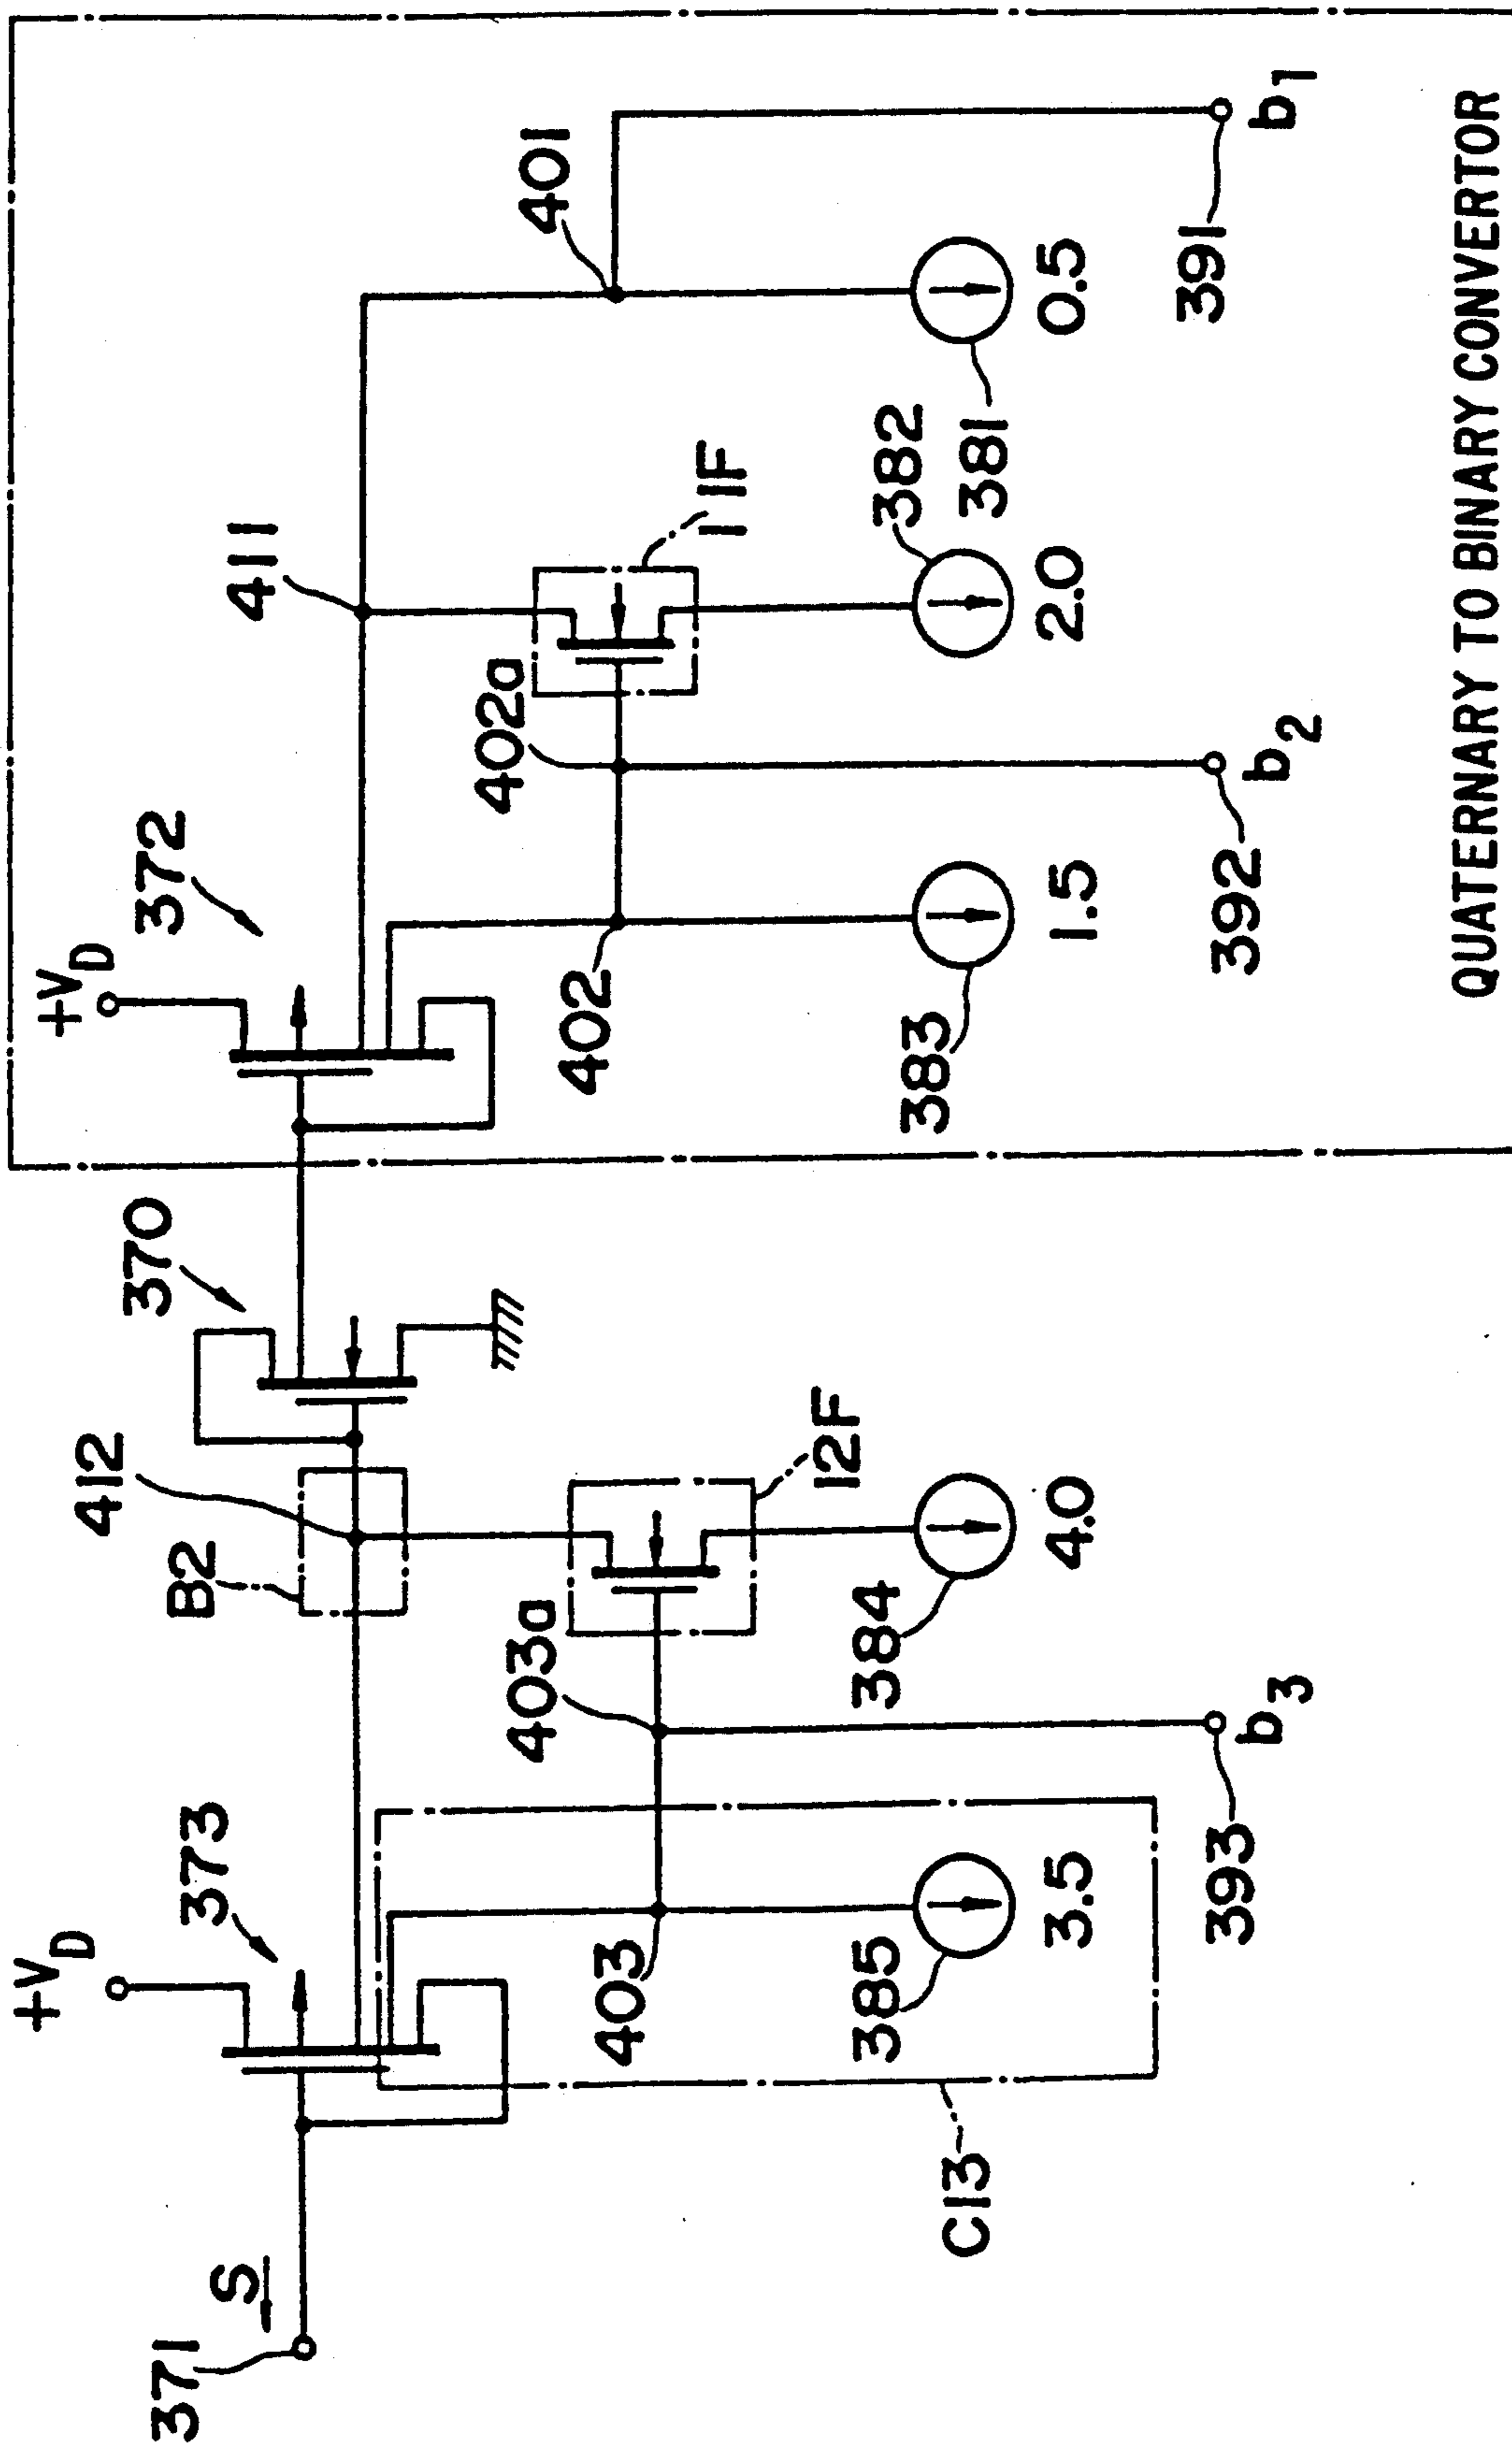 +VD
373
371
S
B2
412
370
+VD
372
411
401
403
403a
12F
402
402a
11F
C13
385
3.5
384
4.0
383
1.5
382
2.0
381
0.5
393
b3
392
b2
391
b1
QUATERNARY TO BINARY CONVERTOR